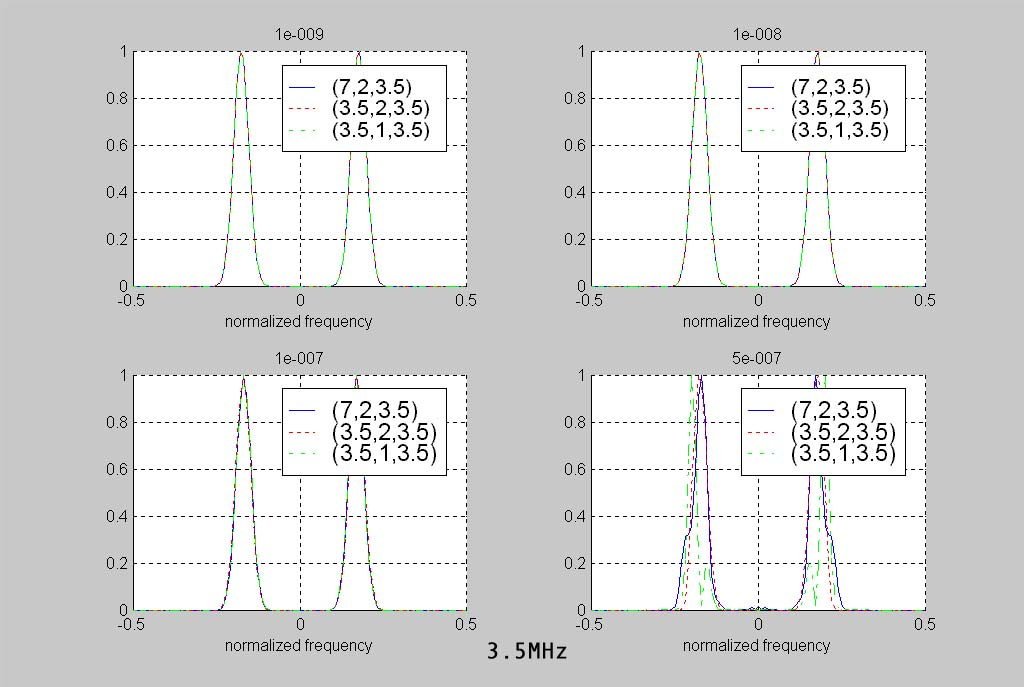 1e-009
1
0.8
0.6
0.4
0.2
0
-0.5 0 0.5
normalized frequency
(7,2,3.5)
(3.5,2,3.5)
(3.5,1,3.5)
1e-008
1
0.8
0.6
0.4
0.2
0
-0.5 0 0.5
normalized frequency
(7,2,3.5)
(3.5,2,3.5)
(3.5,1,3.5)
1e-007
1
0.8
0.6
0.4
0.2
0
-0.5 0 0.5
normalized frequency
(7,2,3.5)
(3.5,2,3.5)
(3.5,1,3.5)
5e-007
1
0.8
0.6
0.4
0.2
0
-0.5 0 0.5
normalized frequency
(7,2,3.5)
(3.5,2,3.5)
(3.5,1,3.5)
3.5MHz